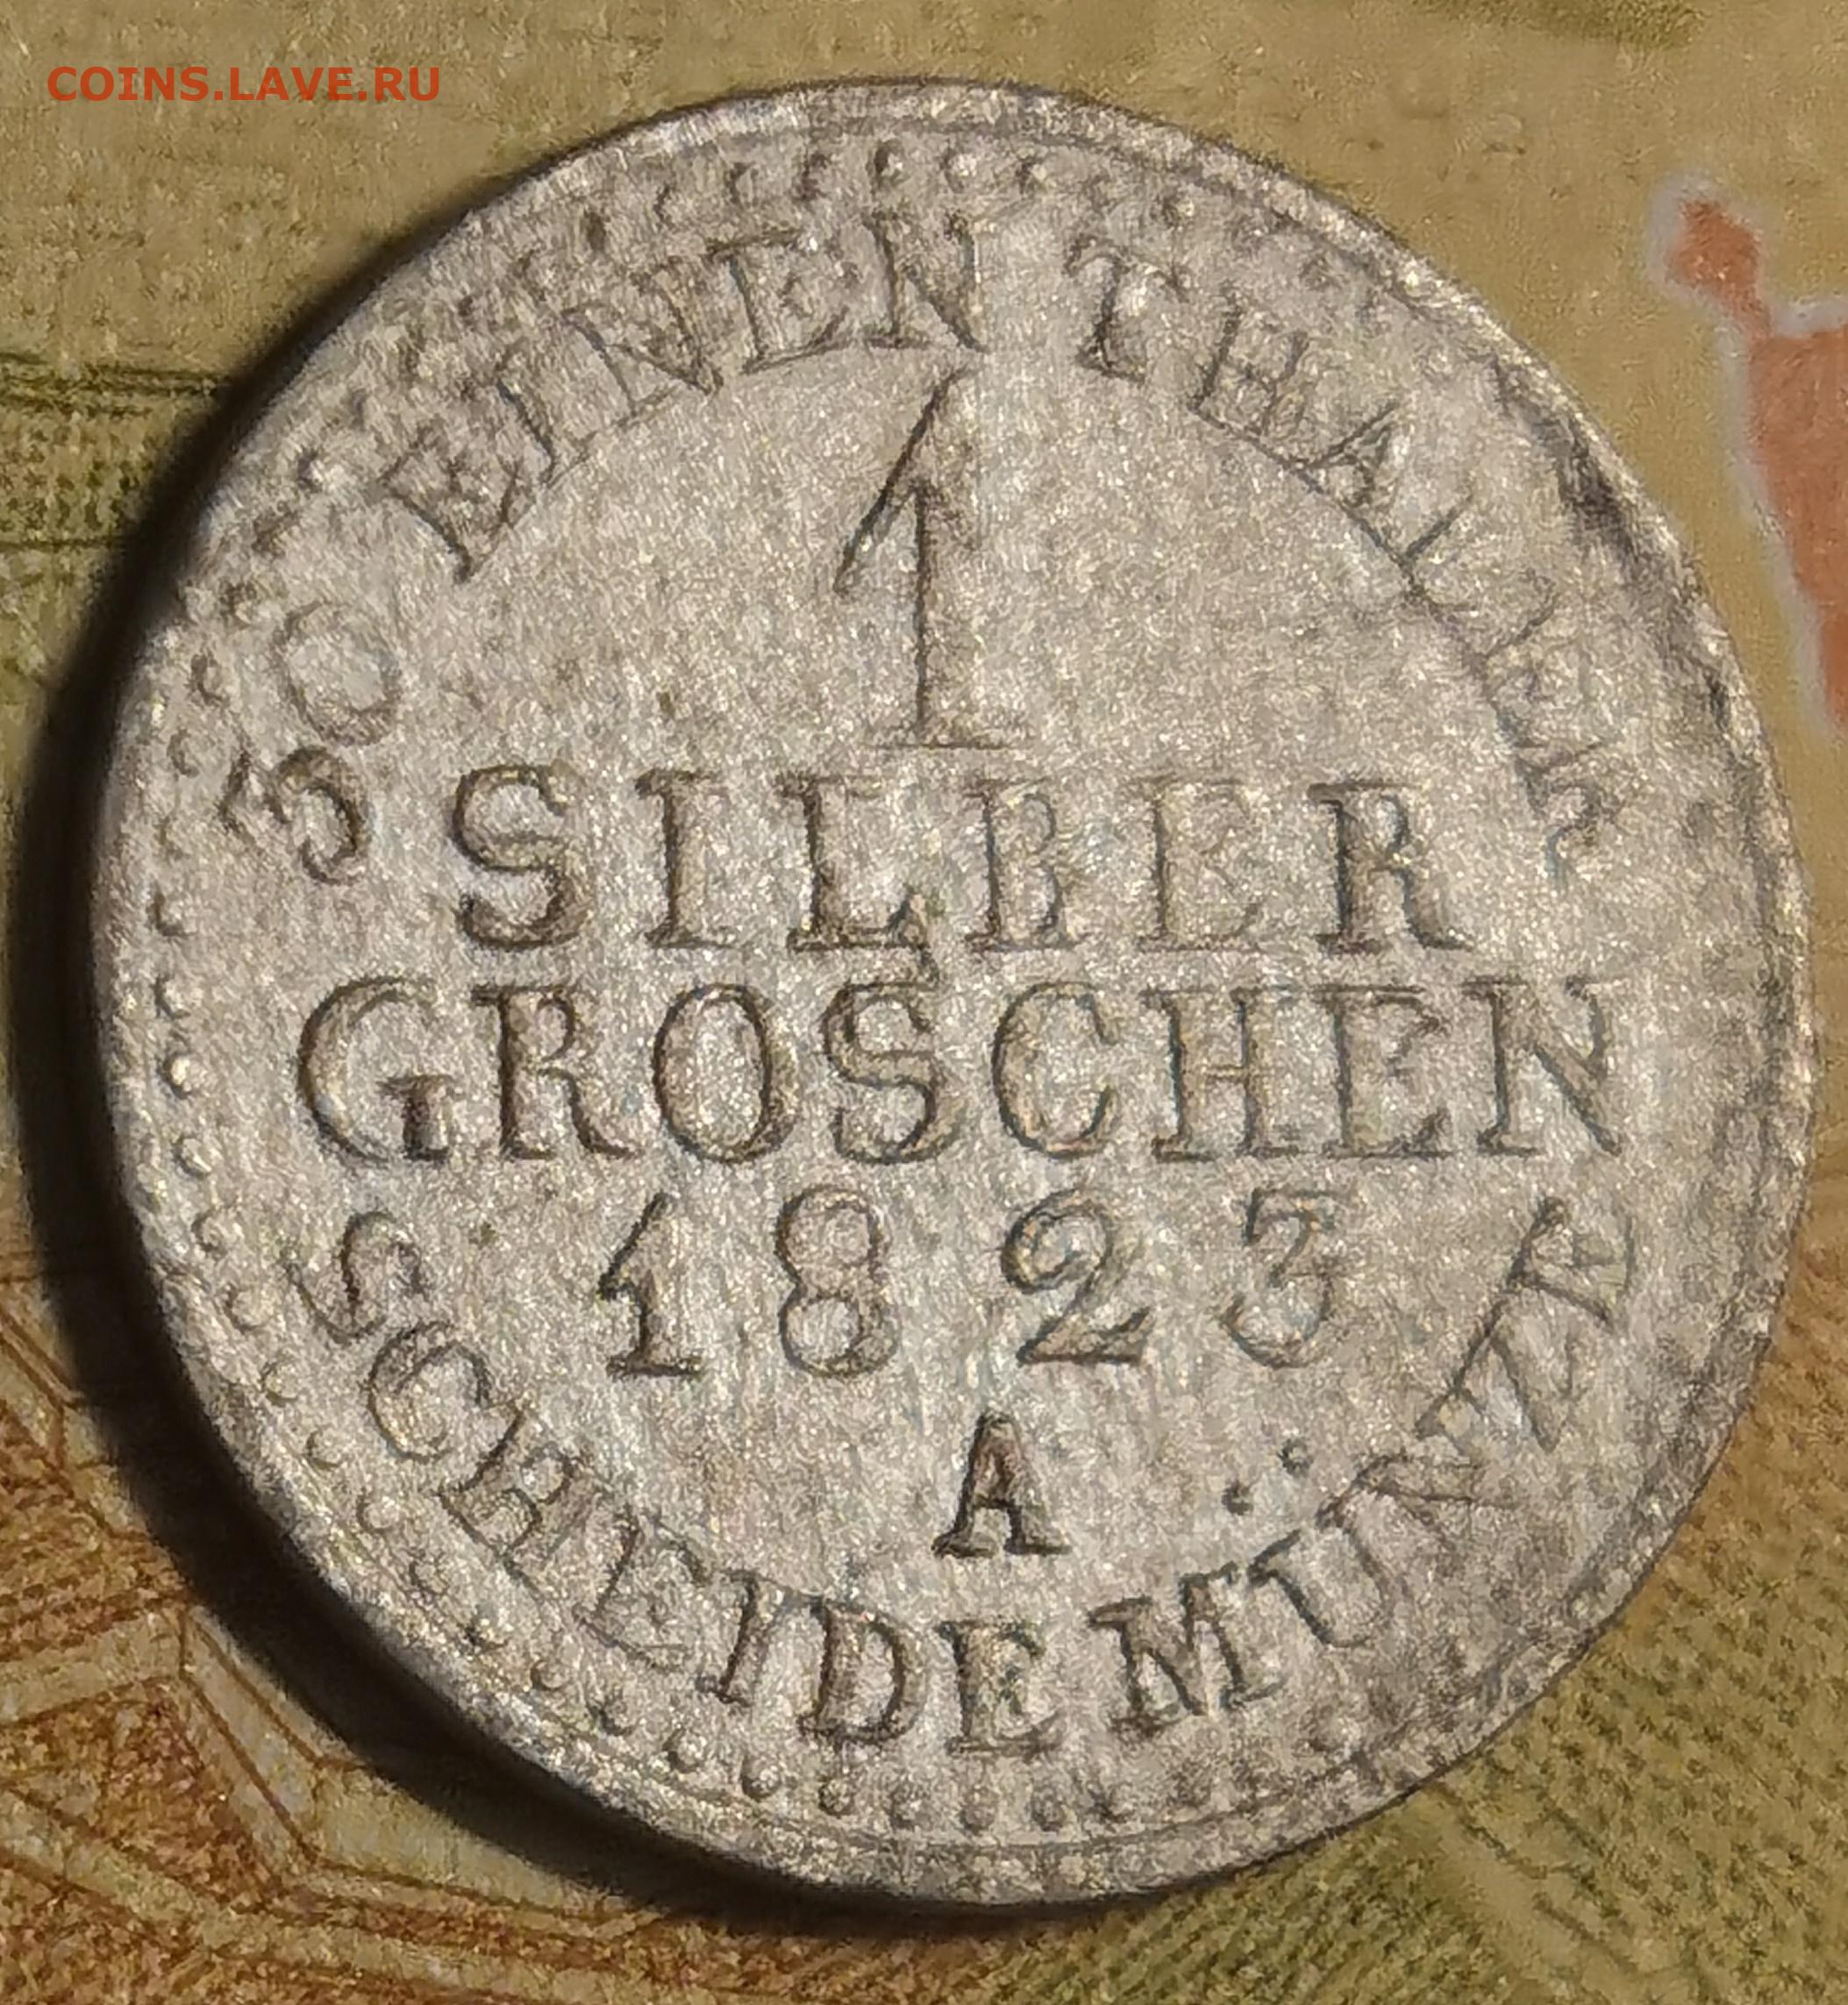 COINS.LAVE.RU
30 EINEN THALER
1
SILBER
GROSCHEN
1823
A
SCHEIDEMÜNZE